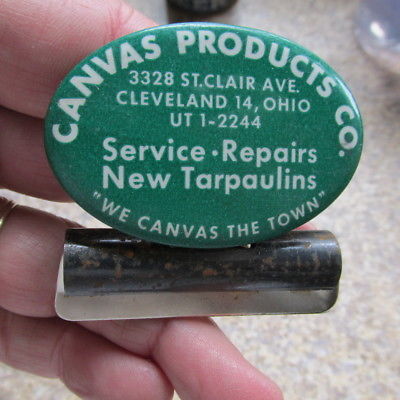 CANVAS PRODUCTS CO.
3328 ST. CLAIR AVE.
CLEVELAND 14, OHIO
UT 1-2244
Service · Repairs
New Tarpaulins
"WE CANVAS THE TOWN"